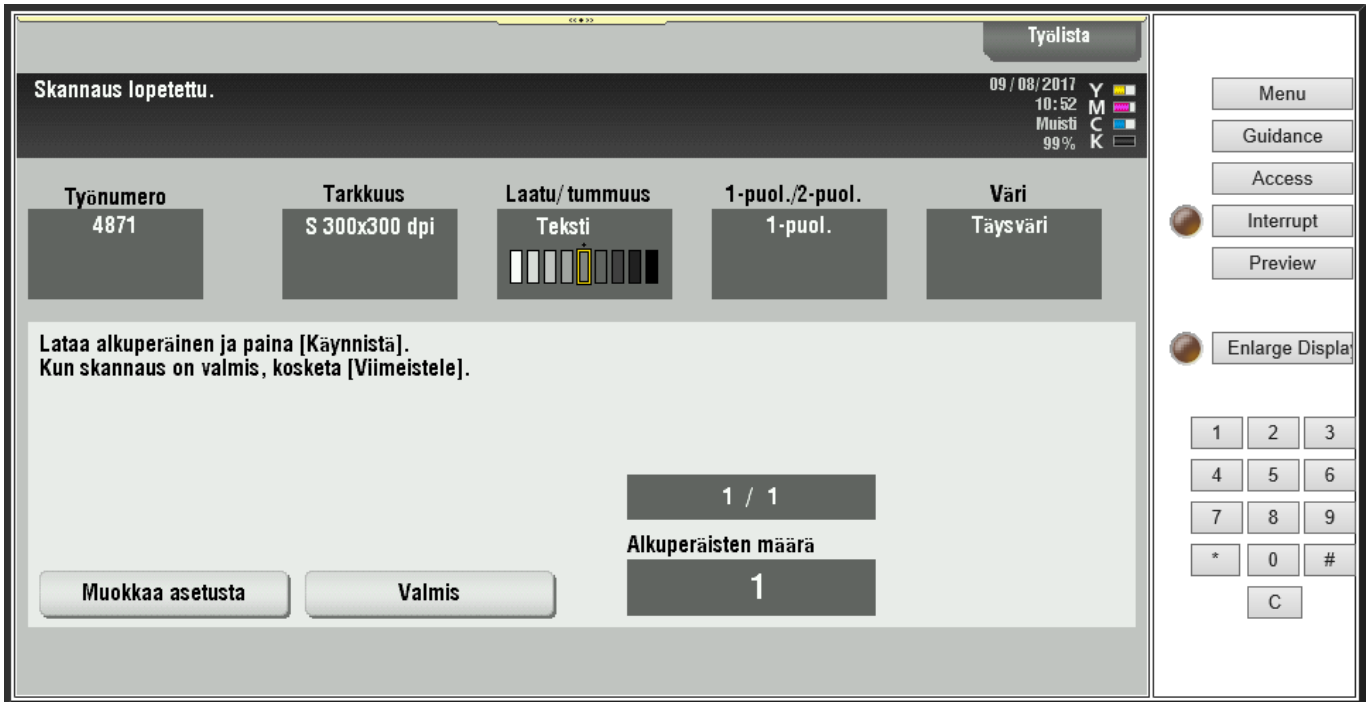 Työlista
Skannaus lopetettu.
09/08/2017
10:52
Muisti
99%
Y
M
C
K
Työnumero
4871
Tarkkuus
S 300x300 dpi
Laatu/tummuus
Teksti
1-puol./2-puol.
1-puol.
Väri
Täysväri
Lataa alkuperäinen ja paina [Käynnistä].
Kun skannaus on valmis, kosketa [Viimeistele].
1 / 1
Alkuperäisten määrä
1
Muokkaa asetusta
Valmis
Menu
Guidance
Access
Interrupt
Preview
Enlarge Display
1 2 3
4 5 6
7 8 9
* 0 #
C